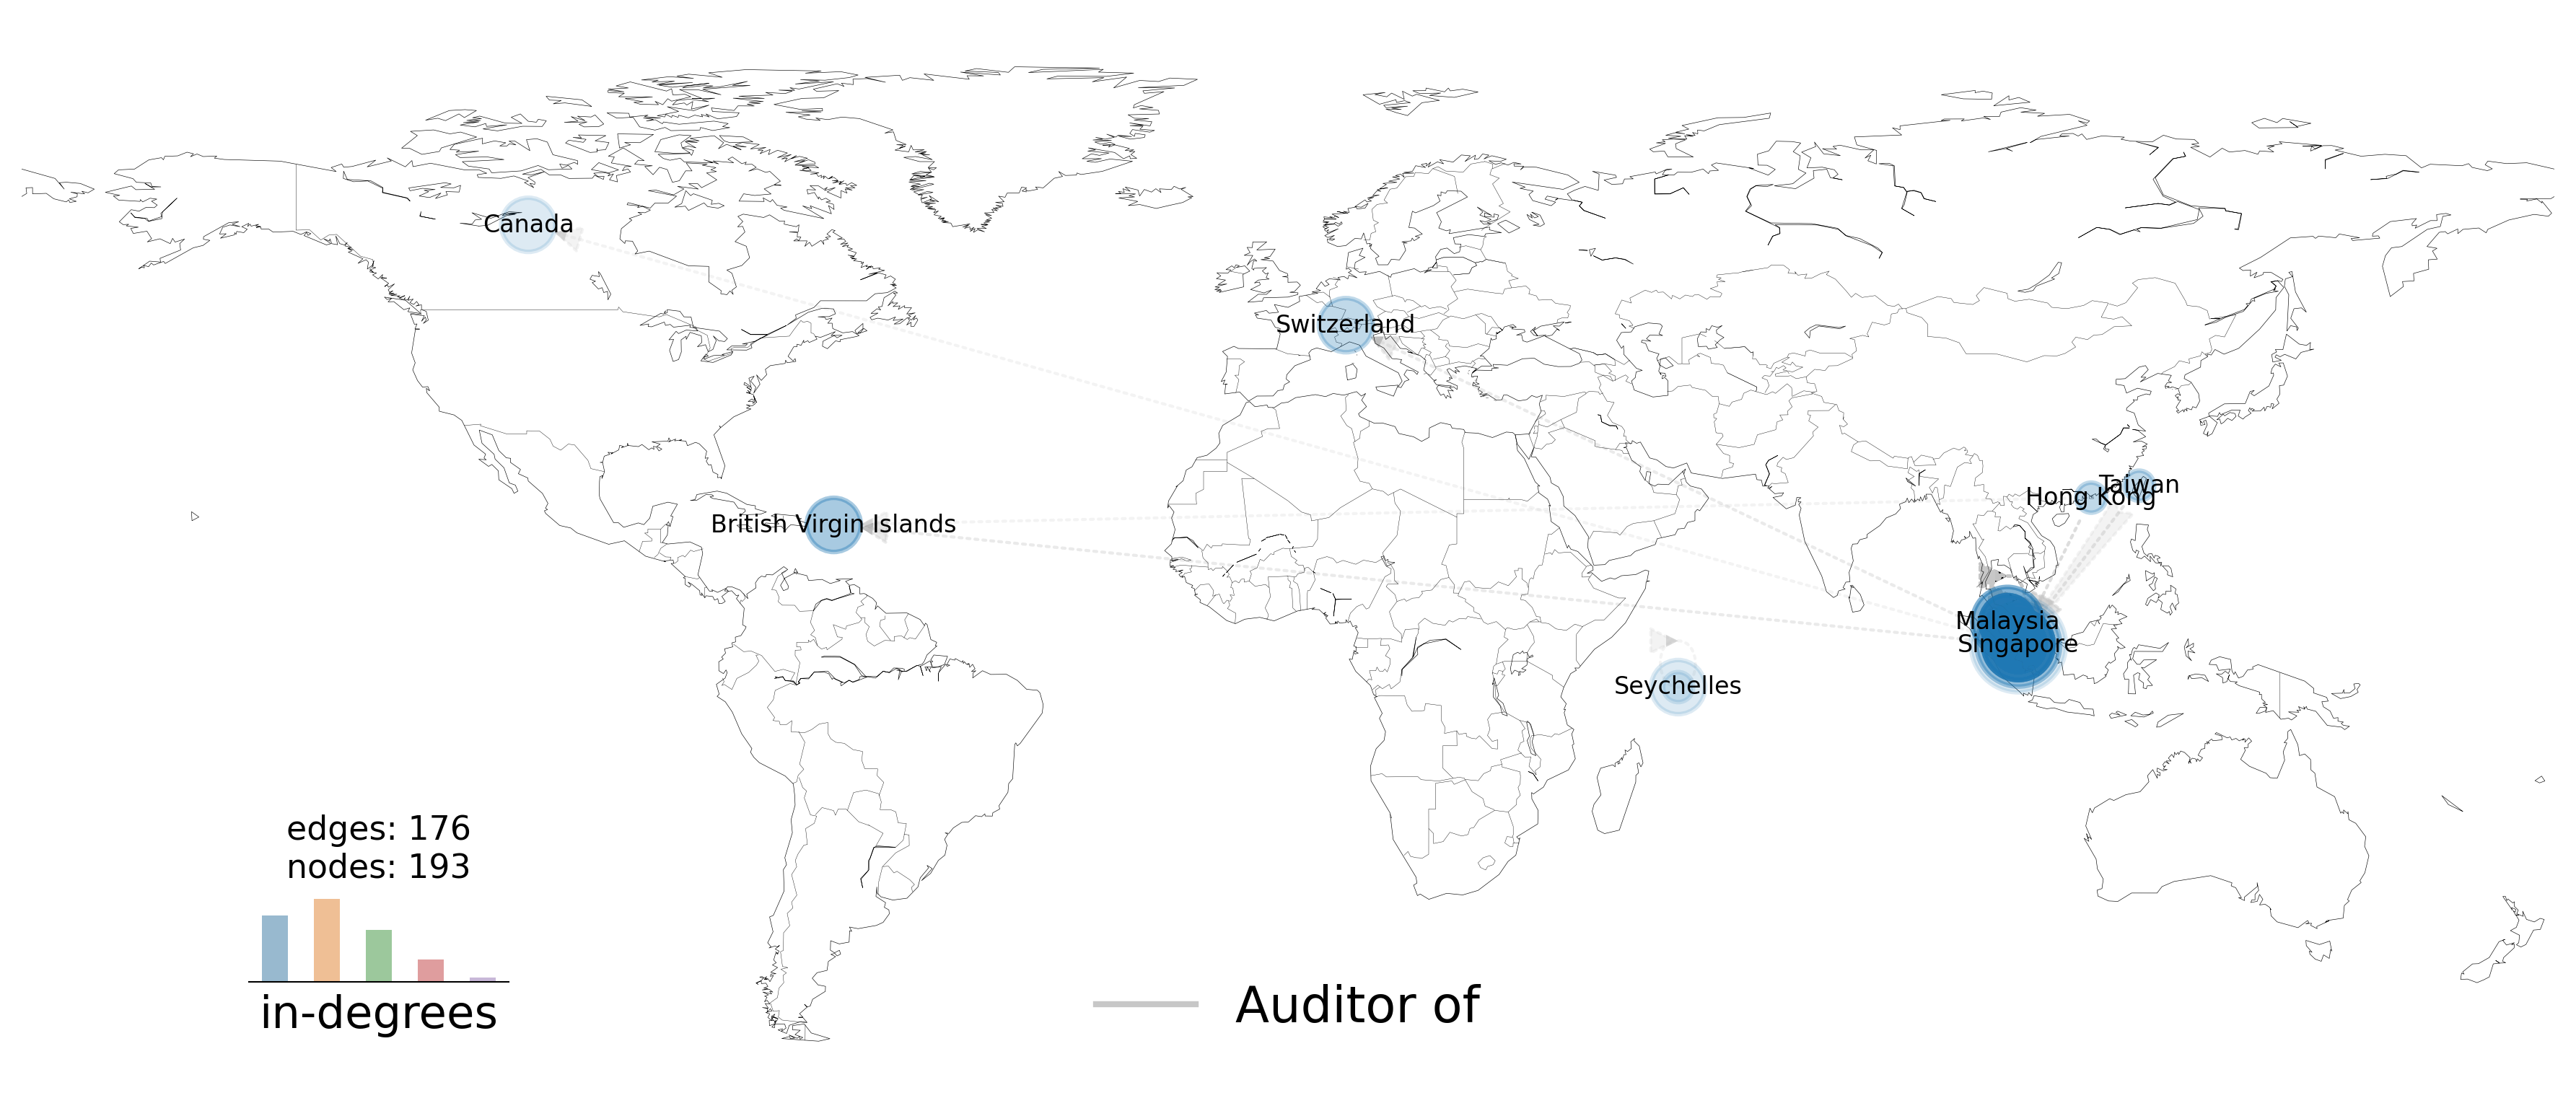 Canada
Switzerland
Taiwan
Hong Kong
British Virgin Islands
Malaysia
Singapore
Seychelles
edges: 176
nodes: 193
in-degrees
Auditor of